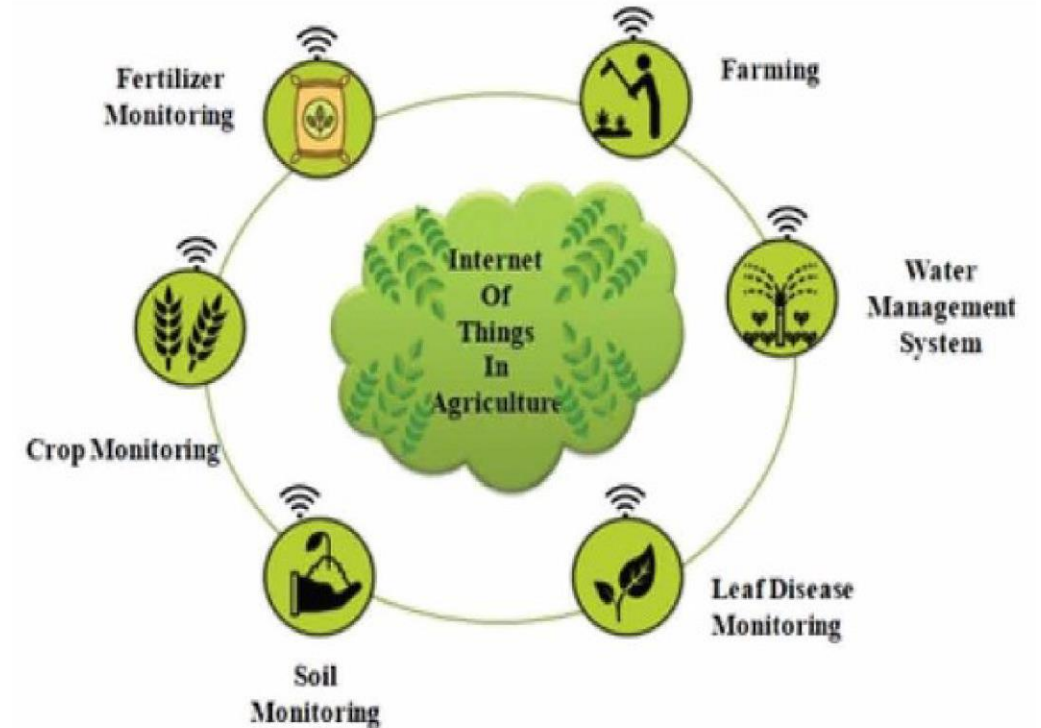 Fertilizer
Monitoring
Farming
Internet
Of
Things
In
Agriculture
Water
Management
System
Crop Monitoring
Leaf Disease
Monitoring
Soil
Monitoring